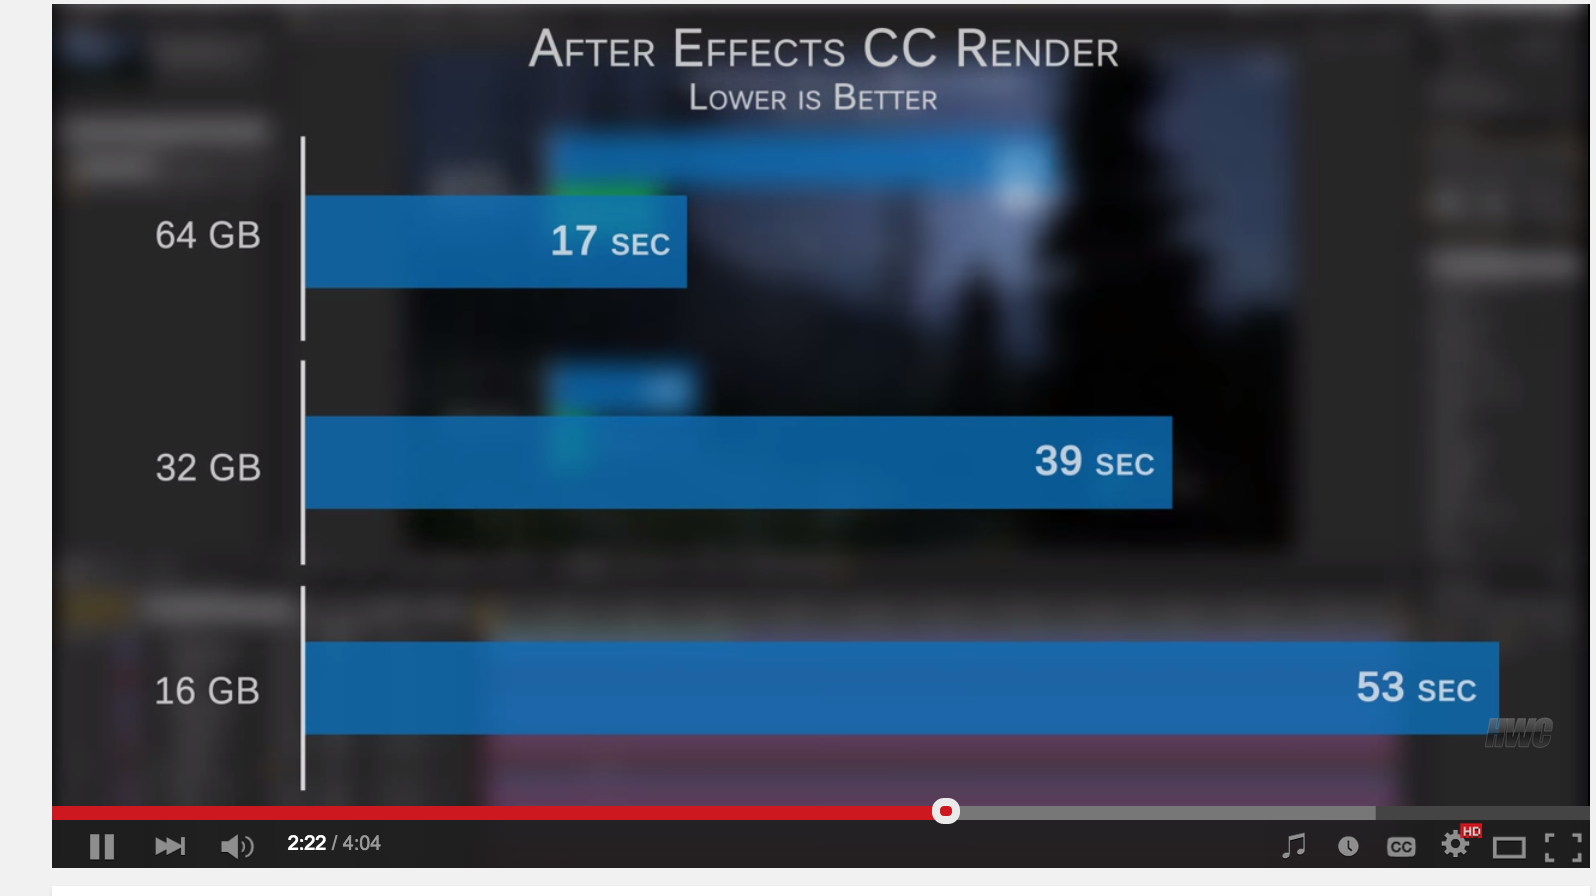 AFTER EFFECTS CC RENDER
LOWER IS BETTER
64 GB
17 SEC
32 GB
39 SEC
16 GB
53 SEC
HWC
2:22 / 4:04
CC
HD